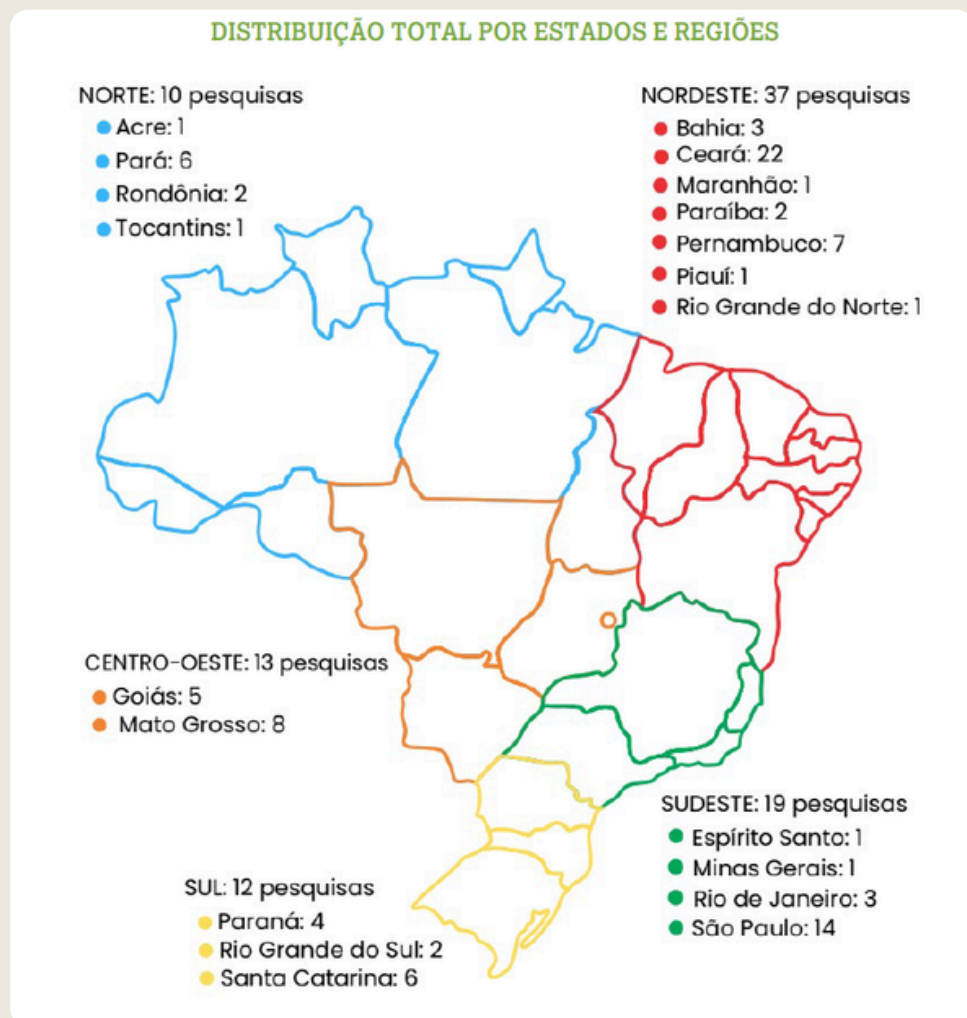 DISTRIBUIÇÃO TOTAL POR ESTADOS E REGIÕES
NORTE: 10 pesquisas
Acre: 1
Pará: 6
Rondônia: 2
Tocantins: 1
NORDESTE: 37 pesquisas
Bahia: 3
Ceará: 22
Maranhão: 1
Paraíba: 2
Pernambuco: 7
Piauí: 1
Rio Grande do Norte: 1
CENTRO-OESTE: 13 pesquisas
Goiás: 5
Mato Grosso: 8
SUDESTE: 19 pesquisas
Espírito Santo: 1
Minas Gerais: 1
Rio de Janeiro: 3
São Paulo: 14
SUL: 12 pesquisas
Paraná: 4
Rio Grande do Sul: 2
Santa Catarina: 6